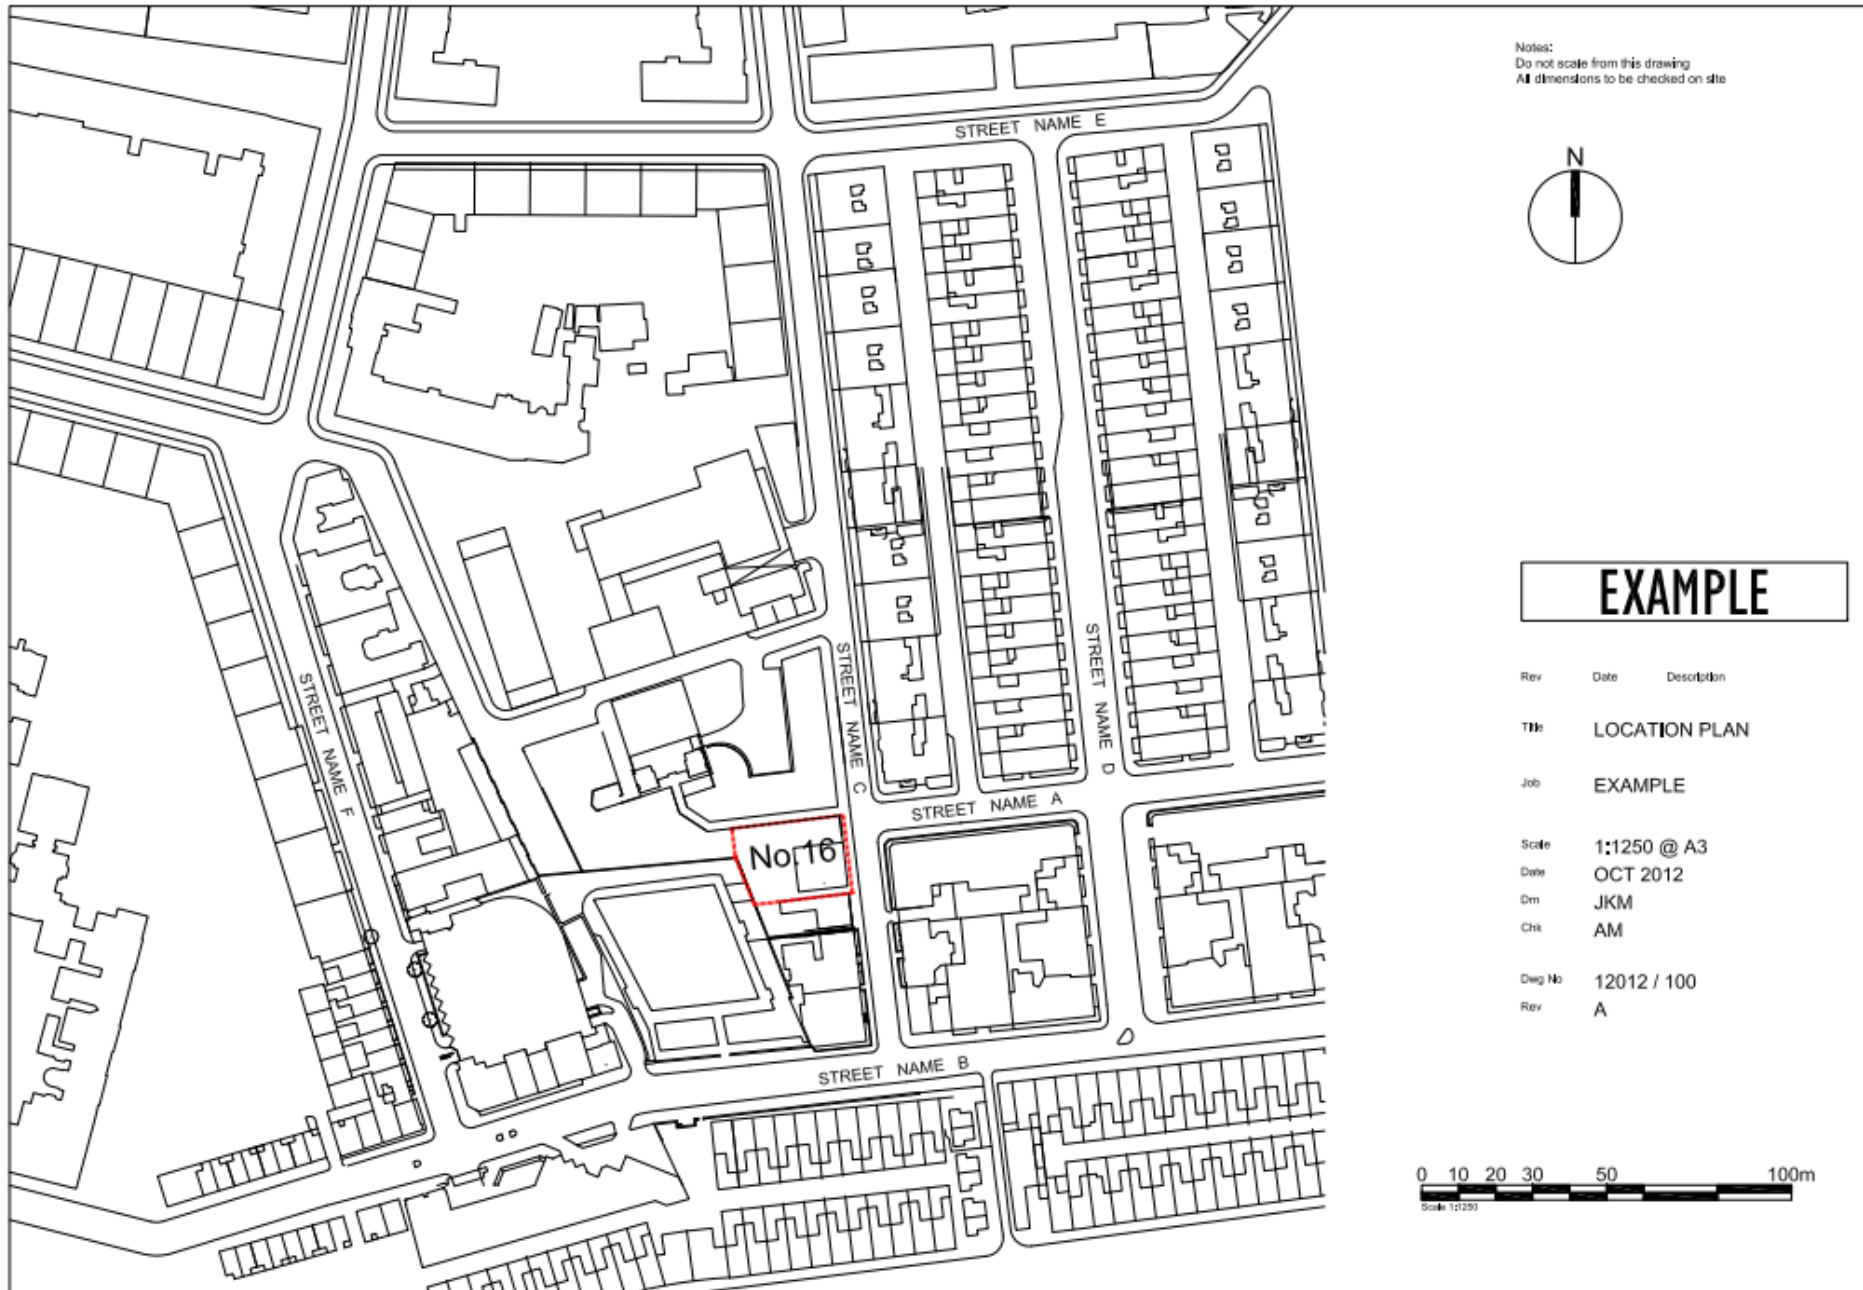 Notes:
Do not scale from this drawing
All dimensions to be checked on site
N
STREET NAME E
STREET NAME F
STREET NAME C
STREET NAME D
STREET NAME A
No.16
STREET NAME B
EXAMPLE
Rev Date Description
Title LOCATION PLAN
Job EXAMPLE
Scale 1:1250 @ A3
Date OCT 2012
Drn JKM
Chk AM
Dwg No 12012 / 100
Rev A
0 10 20 30 50 100m
Scale 1:1250